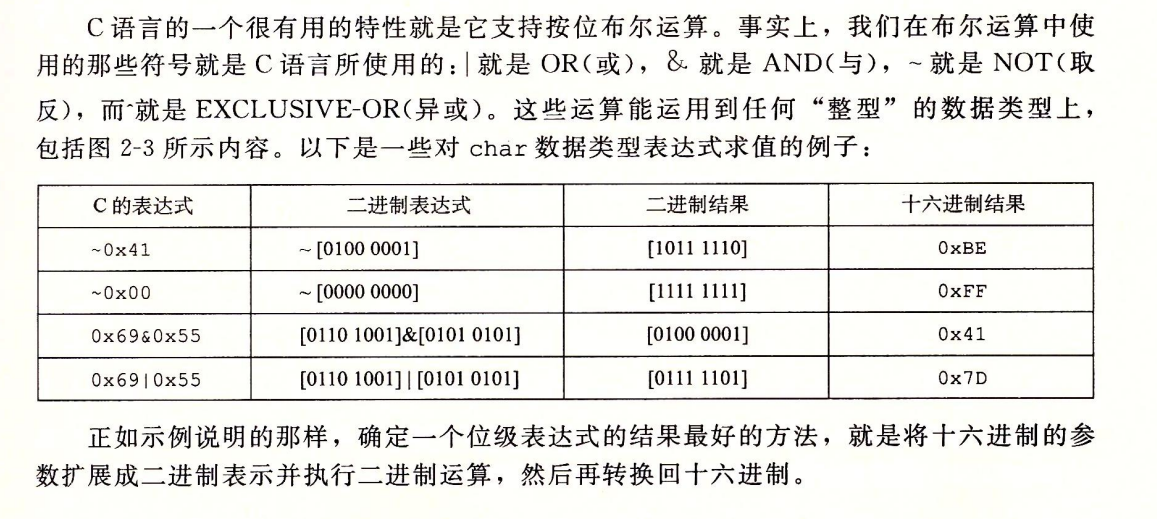 C 语言的一个很有用的特性就是它支持按位布尔运算。事实上，我们在布尔运算中使
用的那些符号就是 C 语言所使用的：| 就是 OR(或)，& 就是 AND(与)，~ 就是 NOT(取
反)，而^就是 EXCLUSIVE-OR(异或)。这些运算能运用到任何“整型”的数据类型上，
包括图 2-3 所示内容。以下是一些对 char 数据类型表达式求值的例子：
C 的表达式 二进制表达式 二进制结果 十六进制结果
~0x41 ~[0100 0001] [1011 1110] 0xBE
~0x00 ~[0000 0000] [1111 1111] 0xFF
0x69&0x55 [0110 1001]&[0101 0101] [0100 0001] 0x41
0x69|0x55 [0110 1001]|[0101 0101] [0111 1101] 0x7D
正如示例说明的那样，确定一个位级表达式的结果最好的方法，就是将十六进制的参
数扩展成二进制表示并执行二进制运算，然后再转换回十六进制。